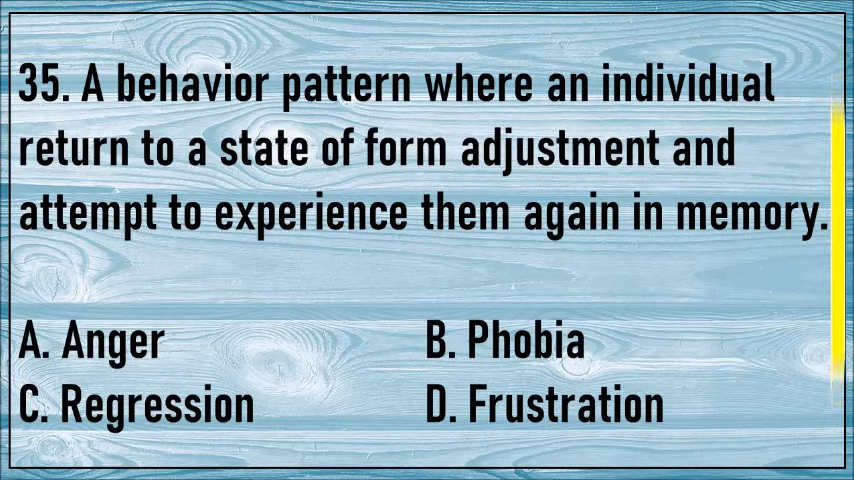 35. A behavior pattern where an individual
return to a state of form adjustment and
attempt to experience them again in memory.
A. Anger B. Phobia
C. Regression D. Frustration